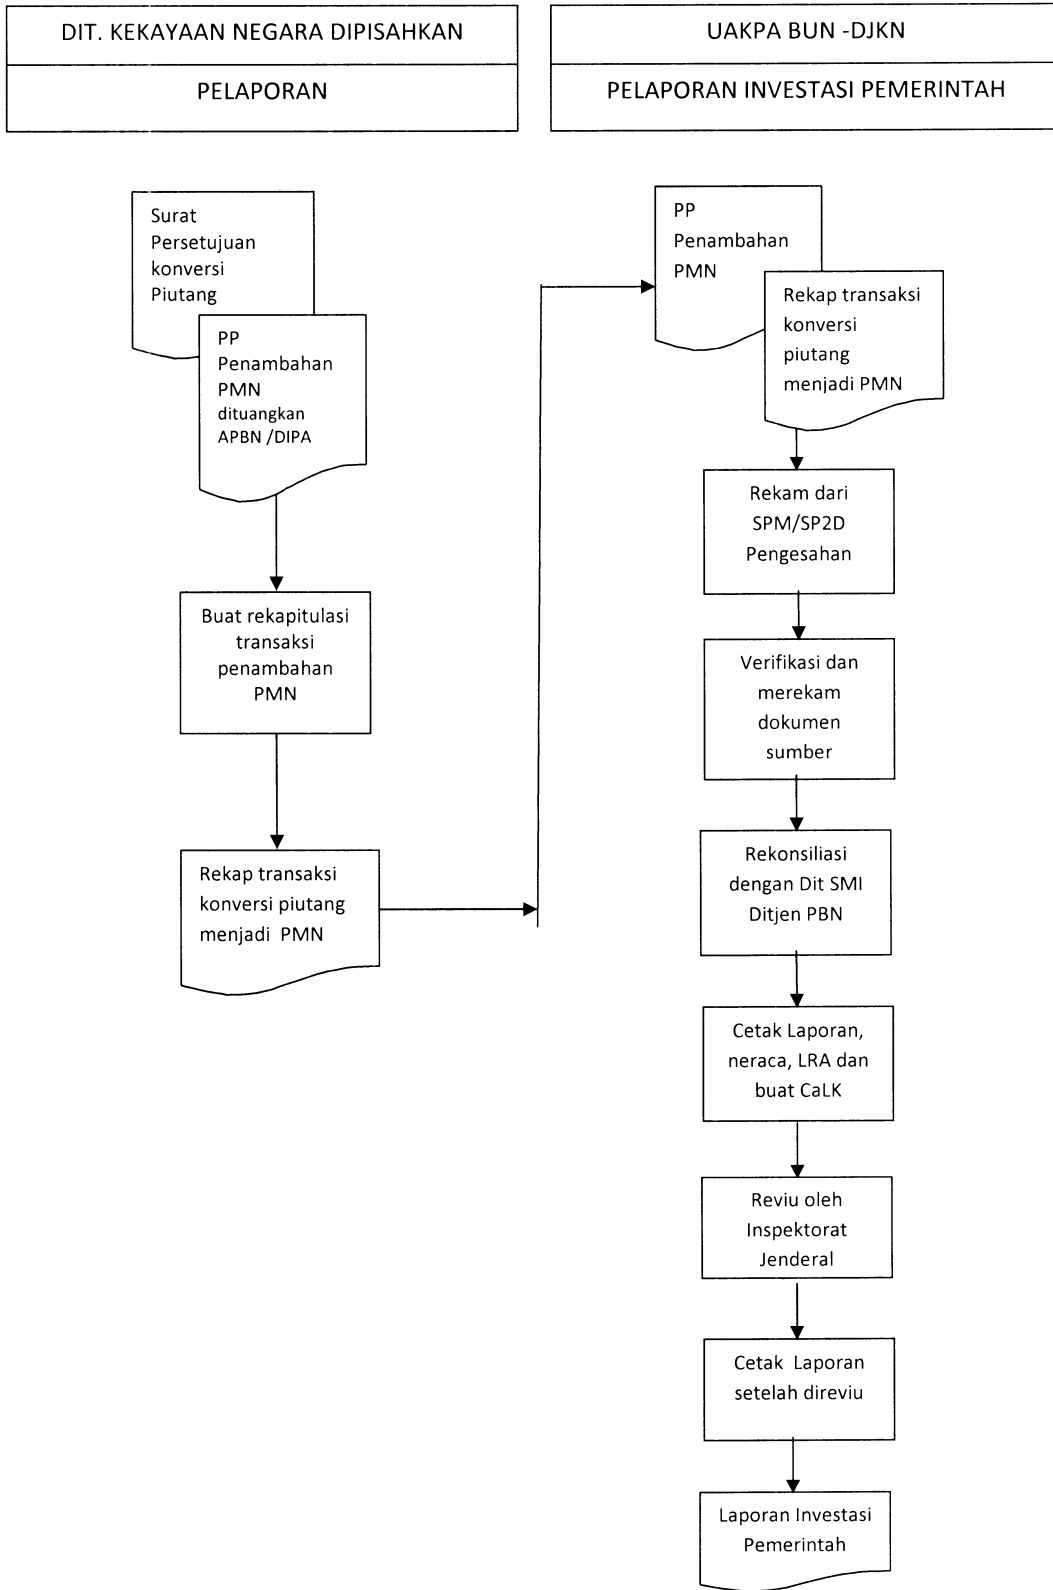 DIT. KEKAYAAN NEGARA DIPISAHKAN
PELAPORAN
UAKPA BUN -DJKN
PELAPORAN INVESTASI PEMERINTAH
Surat
Persetujuan
konversi
Piutang
PP
Penambahan
PMN
dituangkan
APBN /DIPA
Buat rekapitulasi
transaksi
penambahan
PMN
Rekap transaksi
konversi piutang
menjadi PMN
PP
Penambahan
PMN
Rekap transaksi
konversi
piutang
menjadi PMN
Rekam dari
SPM/SP2D
Pengesahan
Verifikasi dan
merekam
dokumen
sumber
Rekonsiliasi
dengan Dit SMI
Ditjen PBN
Cetak Laporan,
neraca, LRA dan
buat CaLK
Reviu oleh
Inspektorat
Jenderal
Cetak Laporan
setelah direviu
Laporan Investasi
Pemerintah